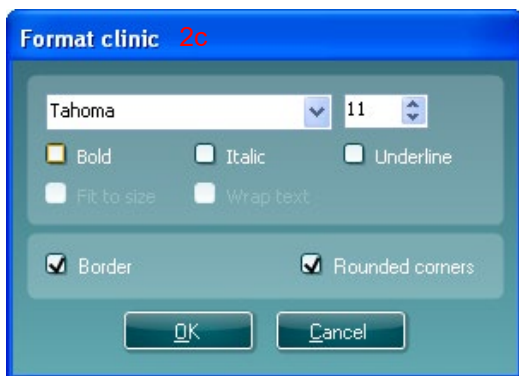 Format clinic 2c
Tahoma 11
Bold Italic Underline
Fit to size Wrap text
Border Rounded corners
OK Cancel